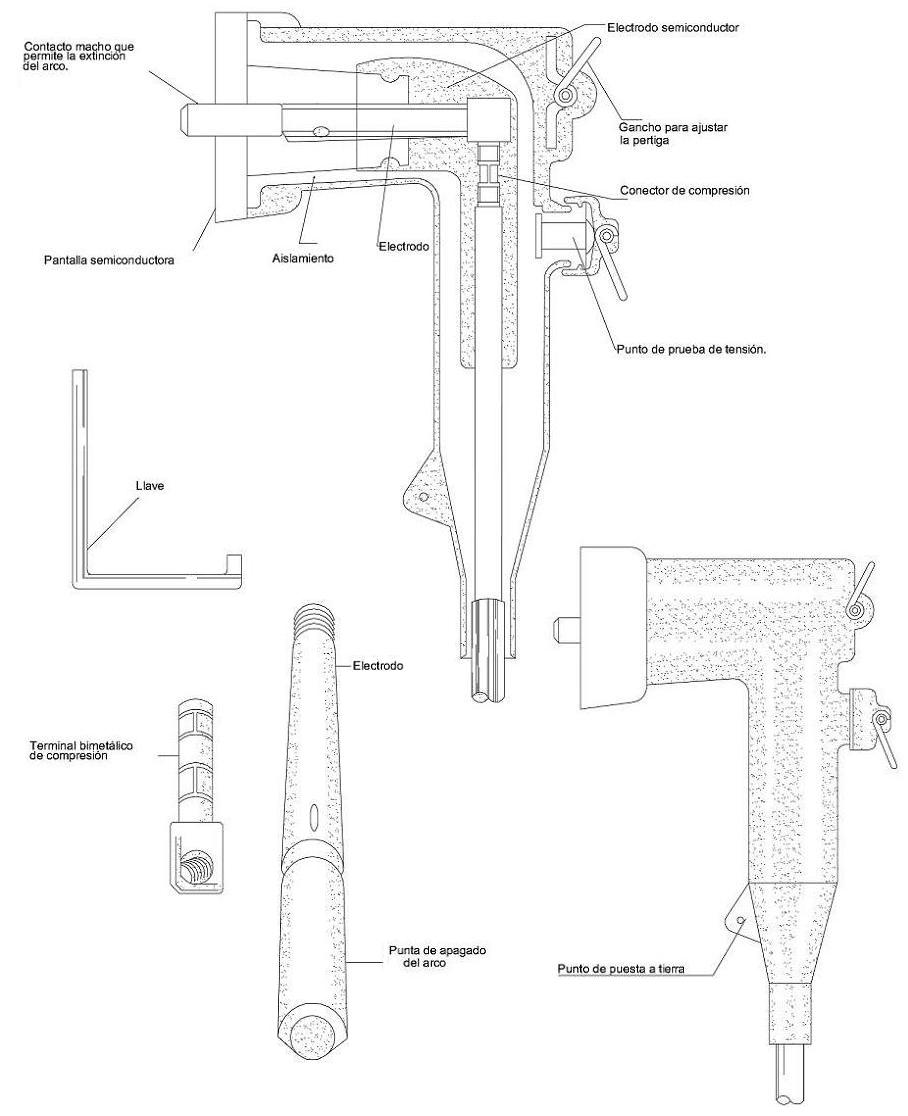 Electrodo semiconductor
Contacto macho que
permite la extinción
del arco.
Gancho para ajustar
la pertiga
Conector de compresión
Electrodo
Aislamiento
Pantalla semiconductora
Punto de prueba de tensión.
Llave
Electrodo
Terminal bimetálico
de compresión
Punta de apagado
del arco
Punto de puesta a tierra